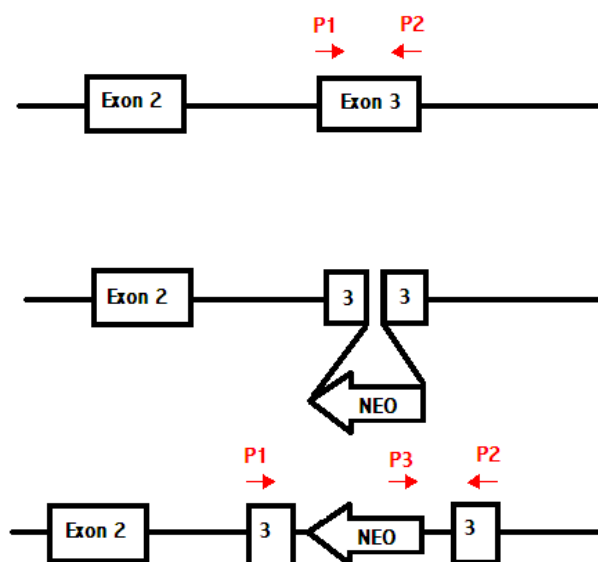 P1 P2
Exon 2 Exon 3
Exon 2 3 3
NEO
P1 P3 P2
Exon 2 3 NEO 3